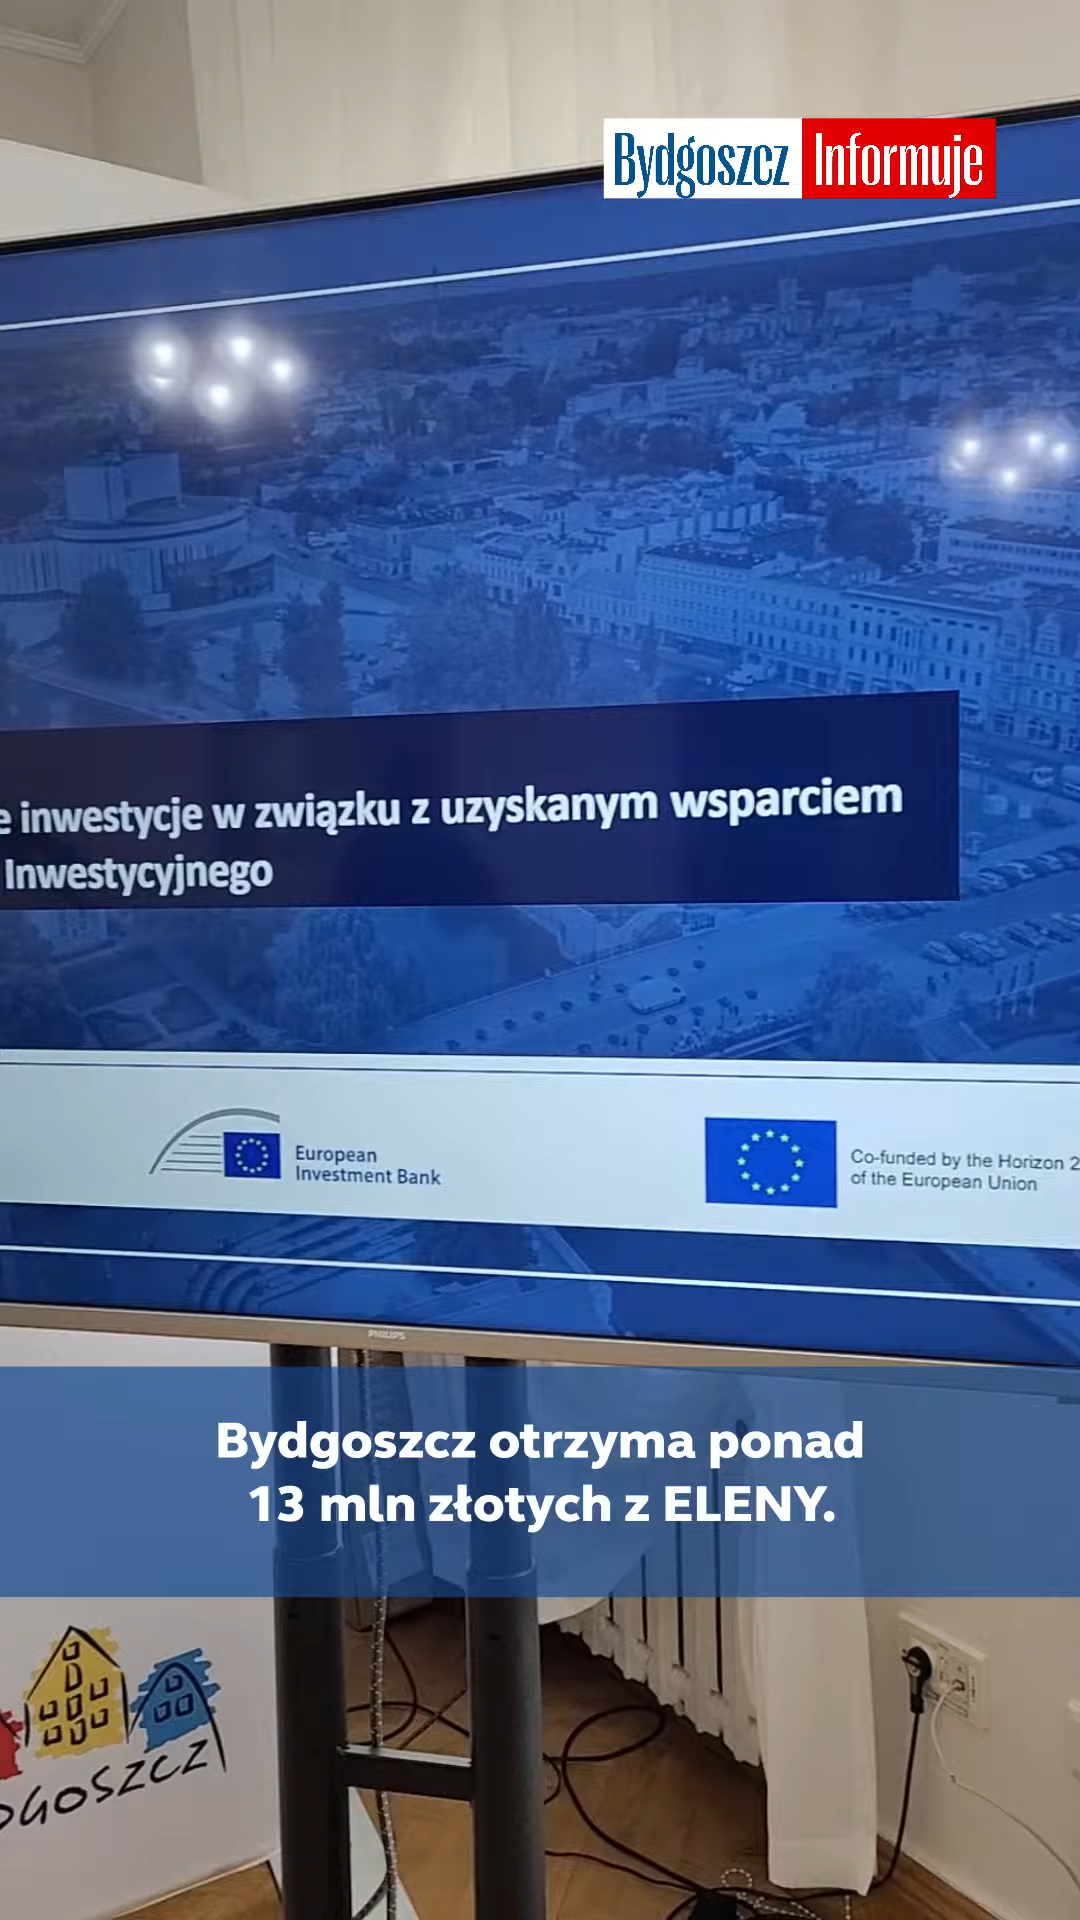 Bydgoszcz Informuje
e inwestycje w związku z uzyskanym wsparciem
Inwestycyjnego
European
Investment Bank
Co-funded by the Horizon 2
of the European Union
PHILIPS
Bydgoszcz otrzyma ponad
13 mln złotych z ELENY.
DGOSZCZ